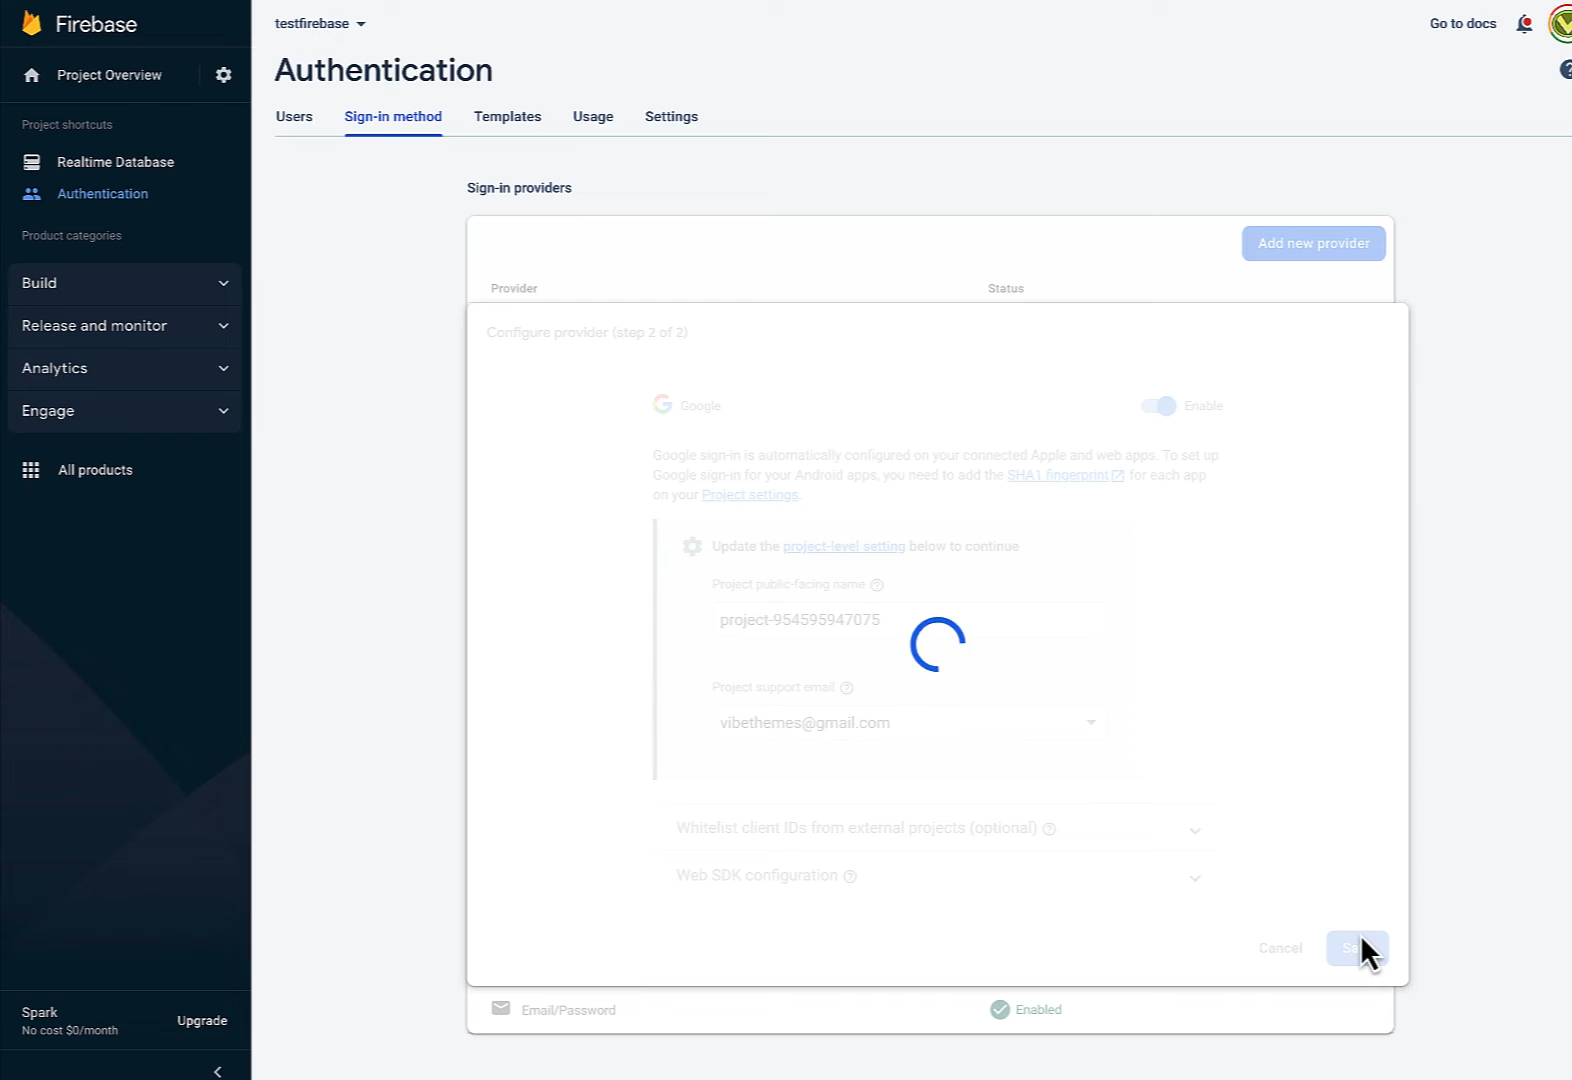 Firebase
testfirebase
Go to docs
Project Overview
Authentication
Users
Sign-in method
Templates
Usage
Settings
Project shortcuts
Realtime Database
Authentication
Product categories
Build
Release and monitor
Analytics
Engage
All products
Spark
No cost $0/month
Upgrade
Sign-in providers
Add new provider
Provider
Status
Configure provider (step 2 of 2)
Google
Enable
Google sign-in is automatically configured on your connected Apple and web apps. To set up
Google sign-in for your Android apps, you need to add the SHA1 fingerprint for each app
on your Project settings.
Update the project-level setting below to continue
Project public-facing name
project-954595947075
Project support email
vibethemes@gmail.com
Whitelist client IDs from external projects (optional)
Web SDK configuration
Cancel
Email/Password
Enabled